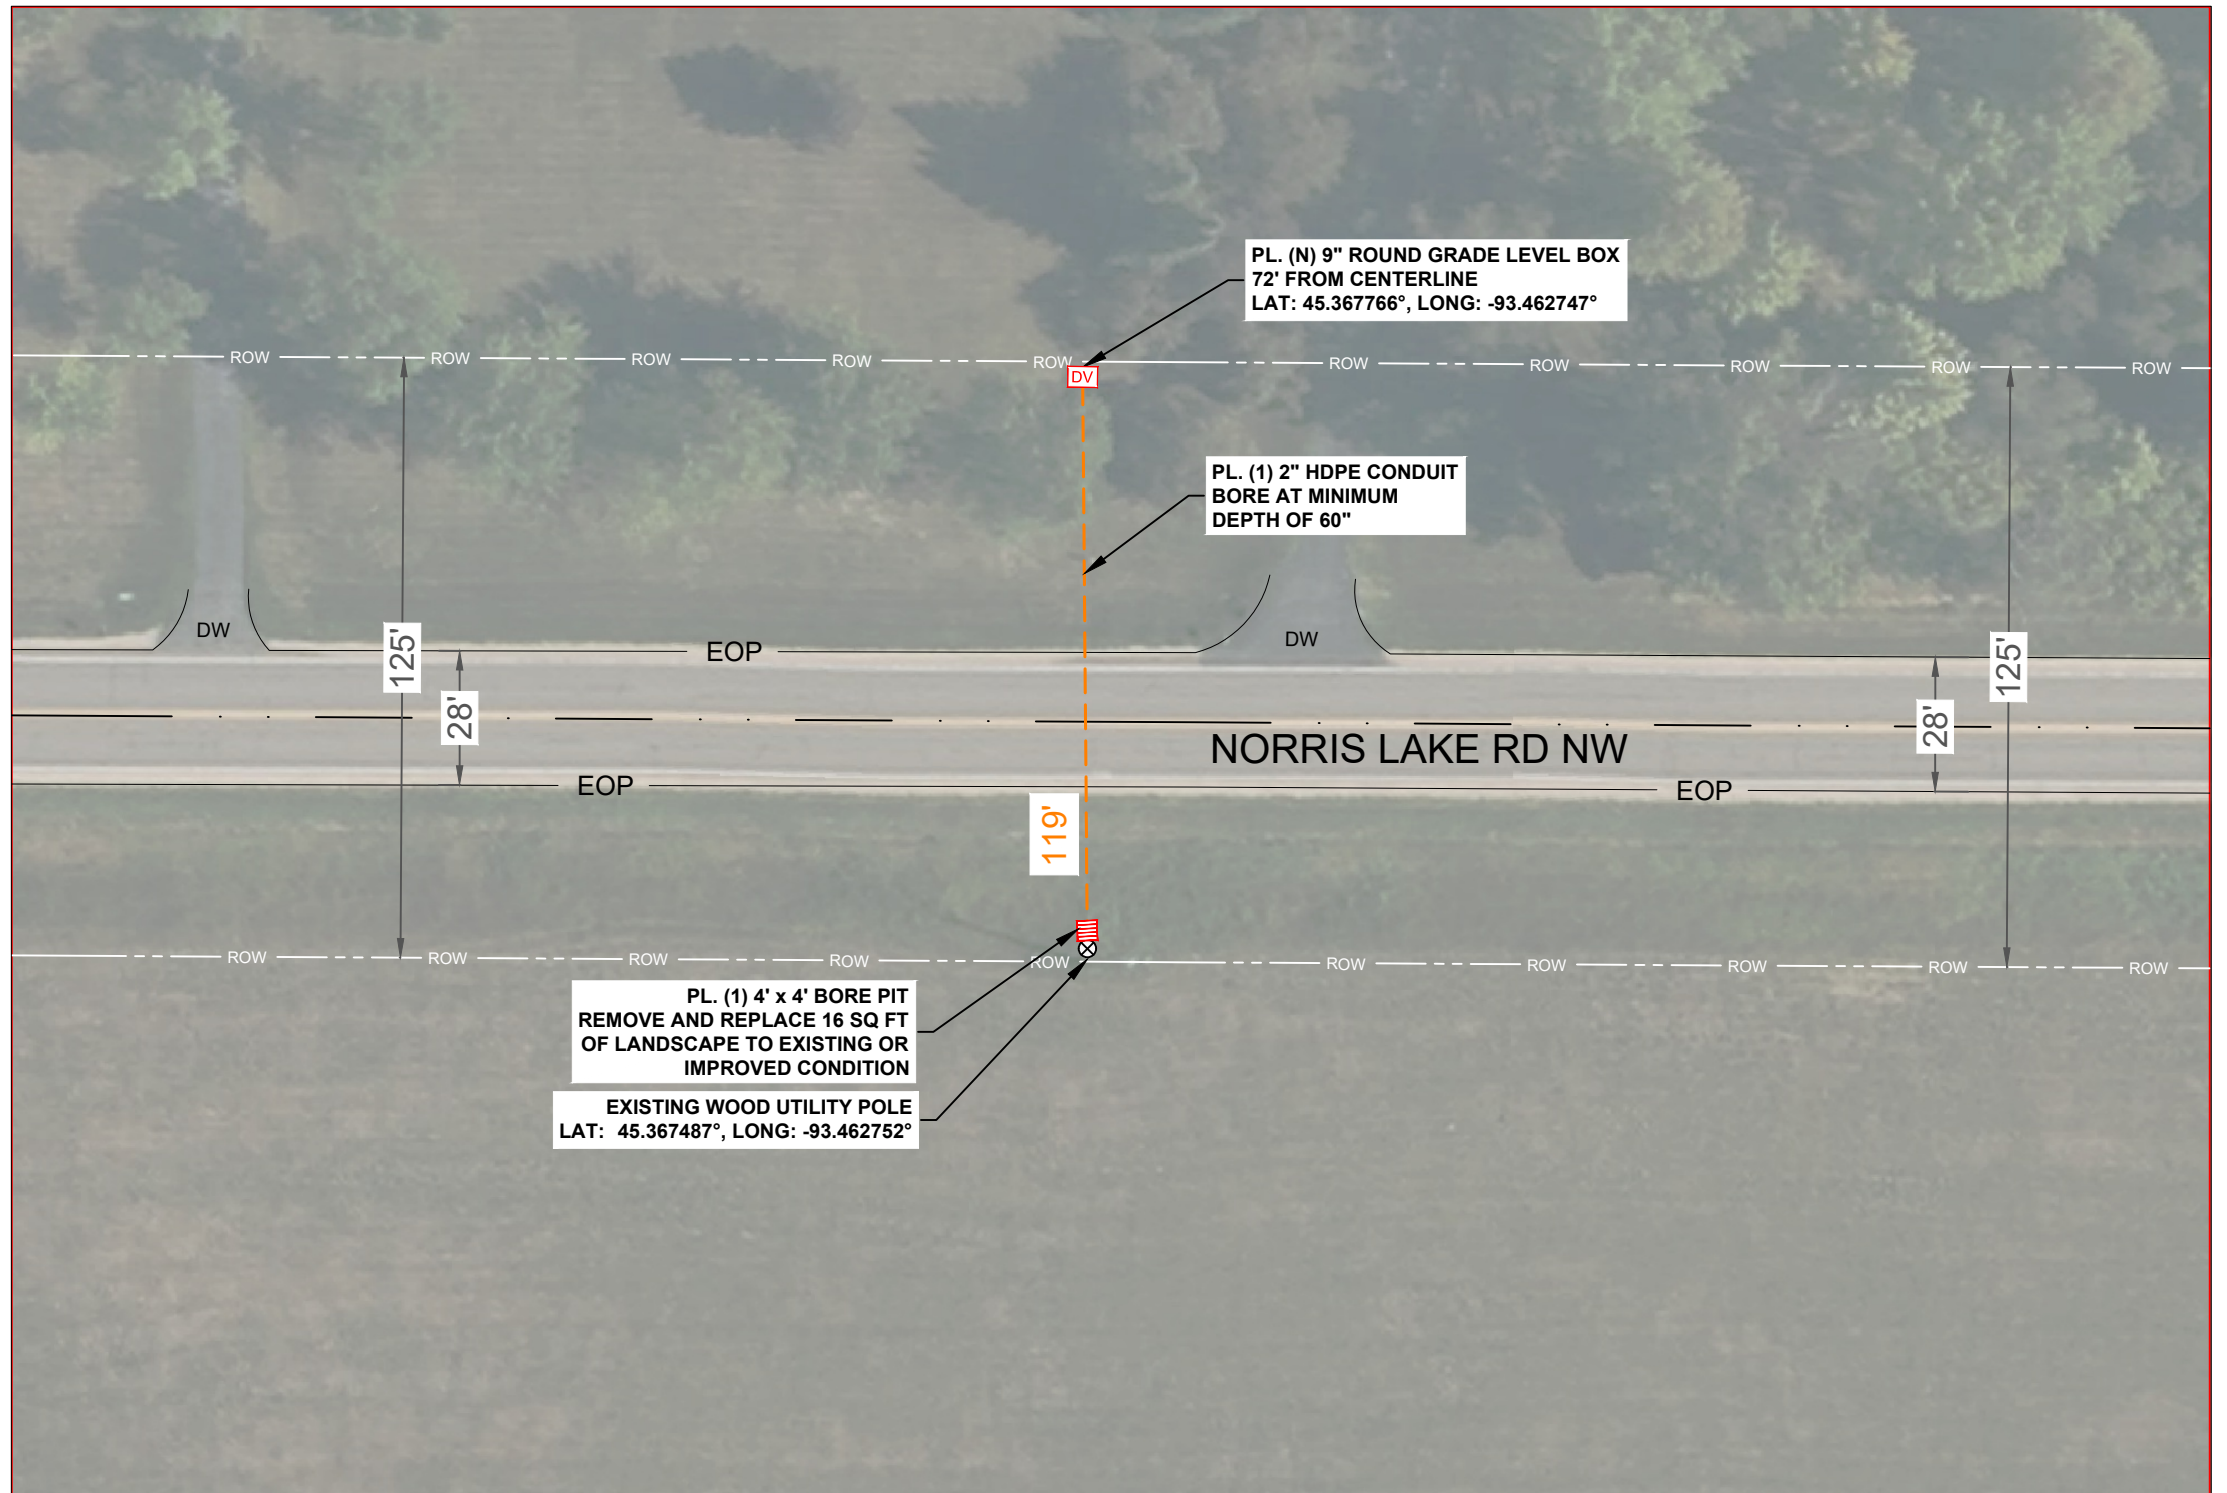 PL. (N) 9" ROUND GRADE LEVEL BOX
72' FROM CENTERLINE
LAT: 45.367766°, LONG: -93.462747°
ROW
ROW
ROW
ROW
ROW
ROW
ROW
ROW
ROW
ROW
DV
PL. (1) 2" HDPE CONDUIT
BORE AT MINIMUM
DEPTH OF 60"
DW
DW
EOP
125'
125'
28'
28'
NORRIS LAKE RD NW
EOP
EOP
119'
ROW
ROW
ROW
ROW
ROW
ROW
ROW
ROW
ROW
ROW
PL. (1) 4' x 4' BORE PIT
REMOVE AND REPLACE 16 SQ FT
OF LANDSCAPE TO EXISTING OR
IMPROVED CONDITION
EXISTING WOOD UTILITY POLE
LAT: 45.367487°, LONG: -93.462752°